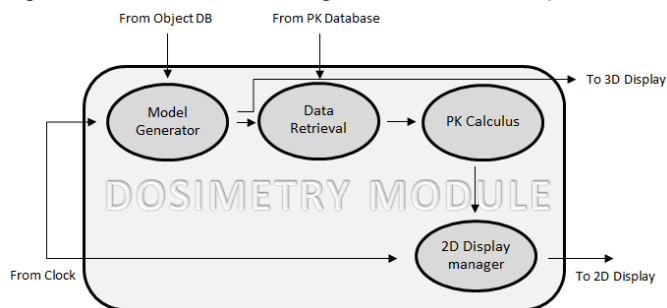 From Object DB
From PK Database
To 3D Display
Model
Generator
Data
Retrieval
PK Calculus
DOSIMETRY MODULE
2D Display
manager
From Clock
To 2D Display